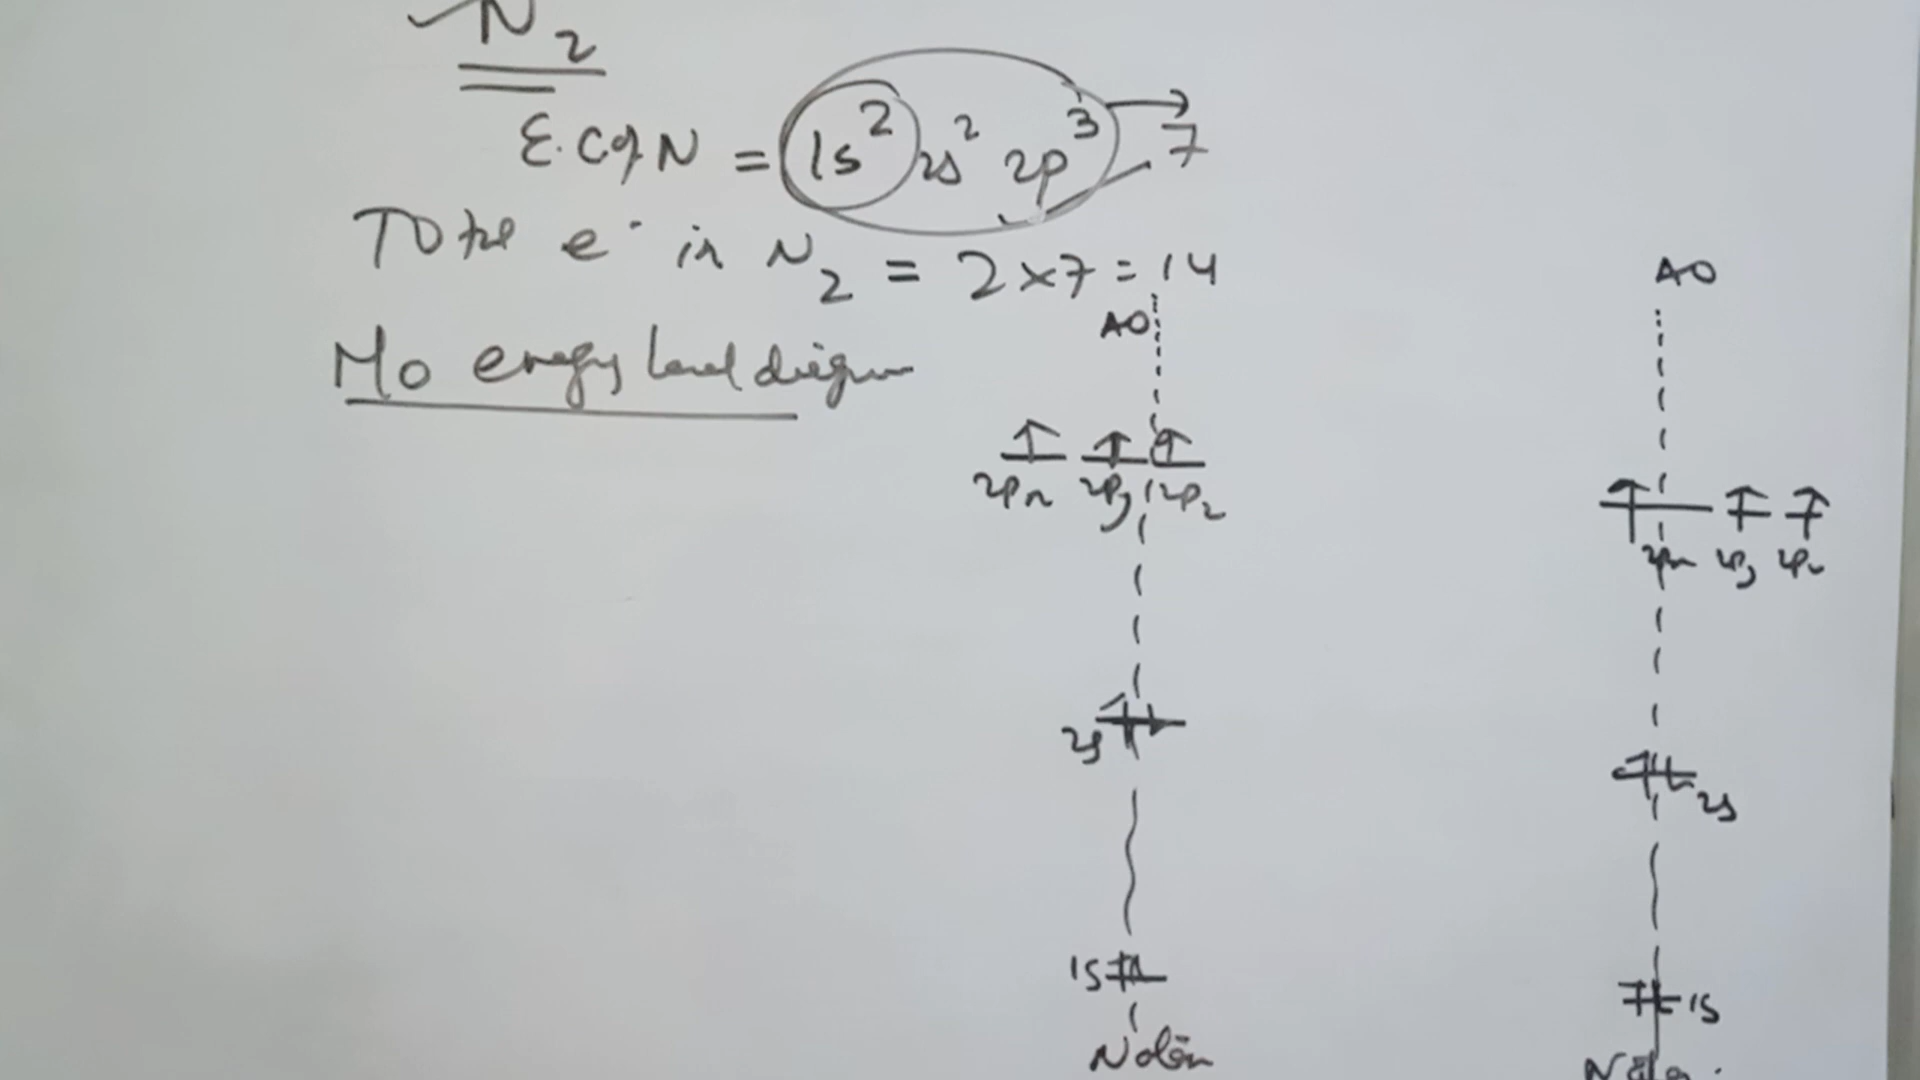 N₂
E.C of N = 1s² 2s² 2p³ → 7
Total e⁻ in N₂ = 2×7 = 14
AO
AO
MO energy level diagram
2px 2py 2pz
2px 2py 2pz
2s
2s
1s
1s
N atom